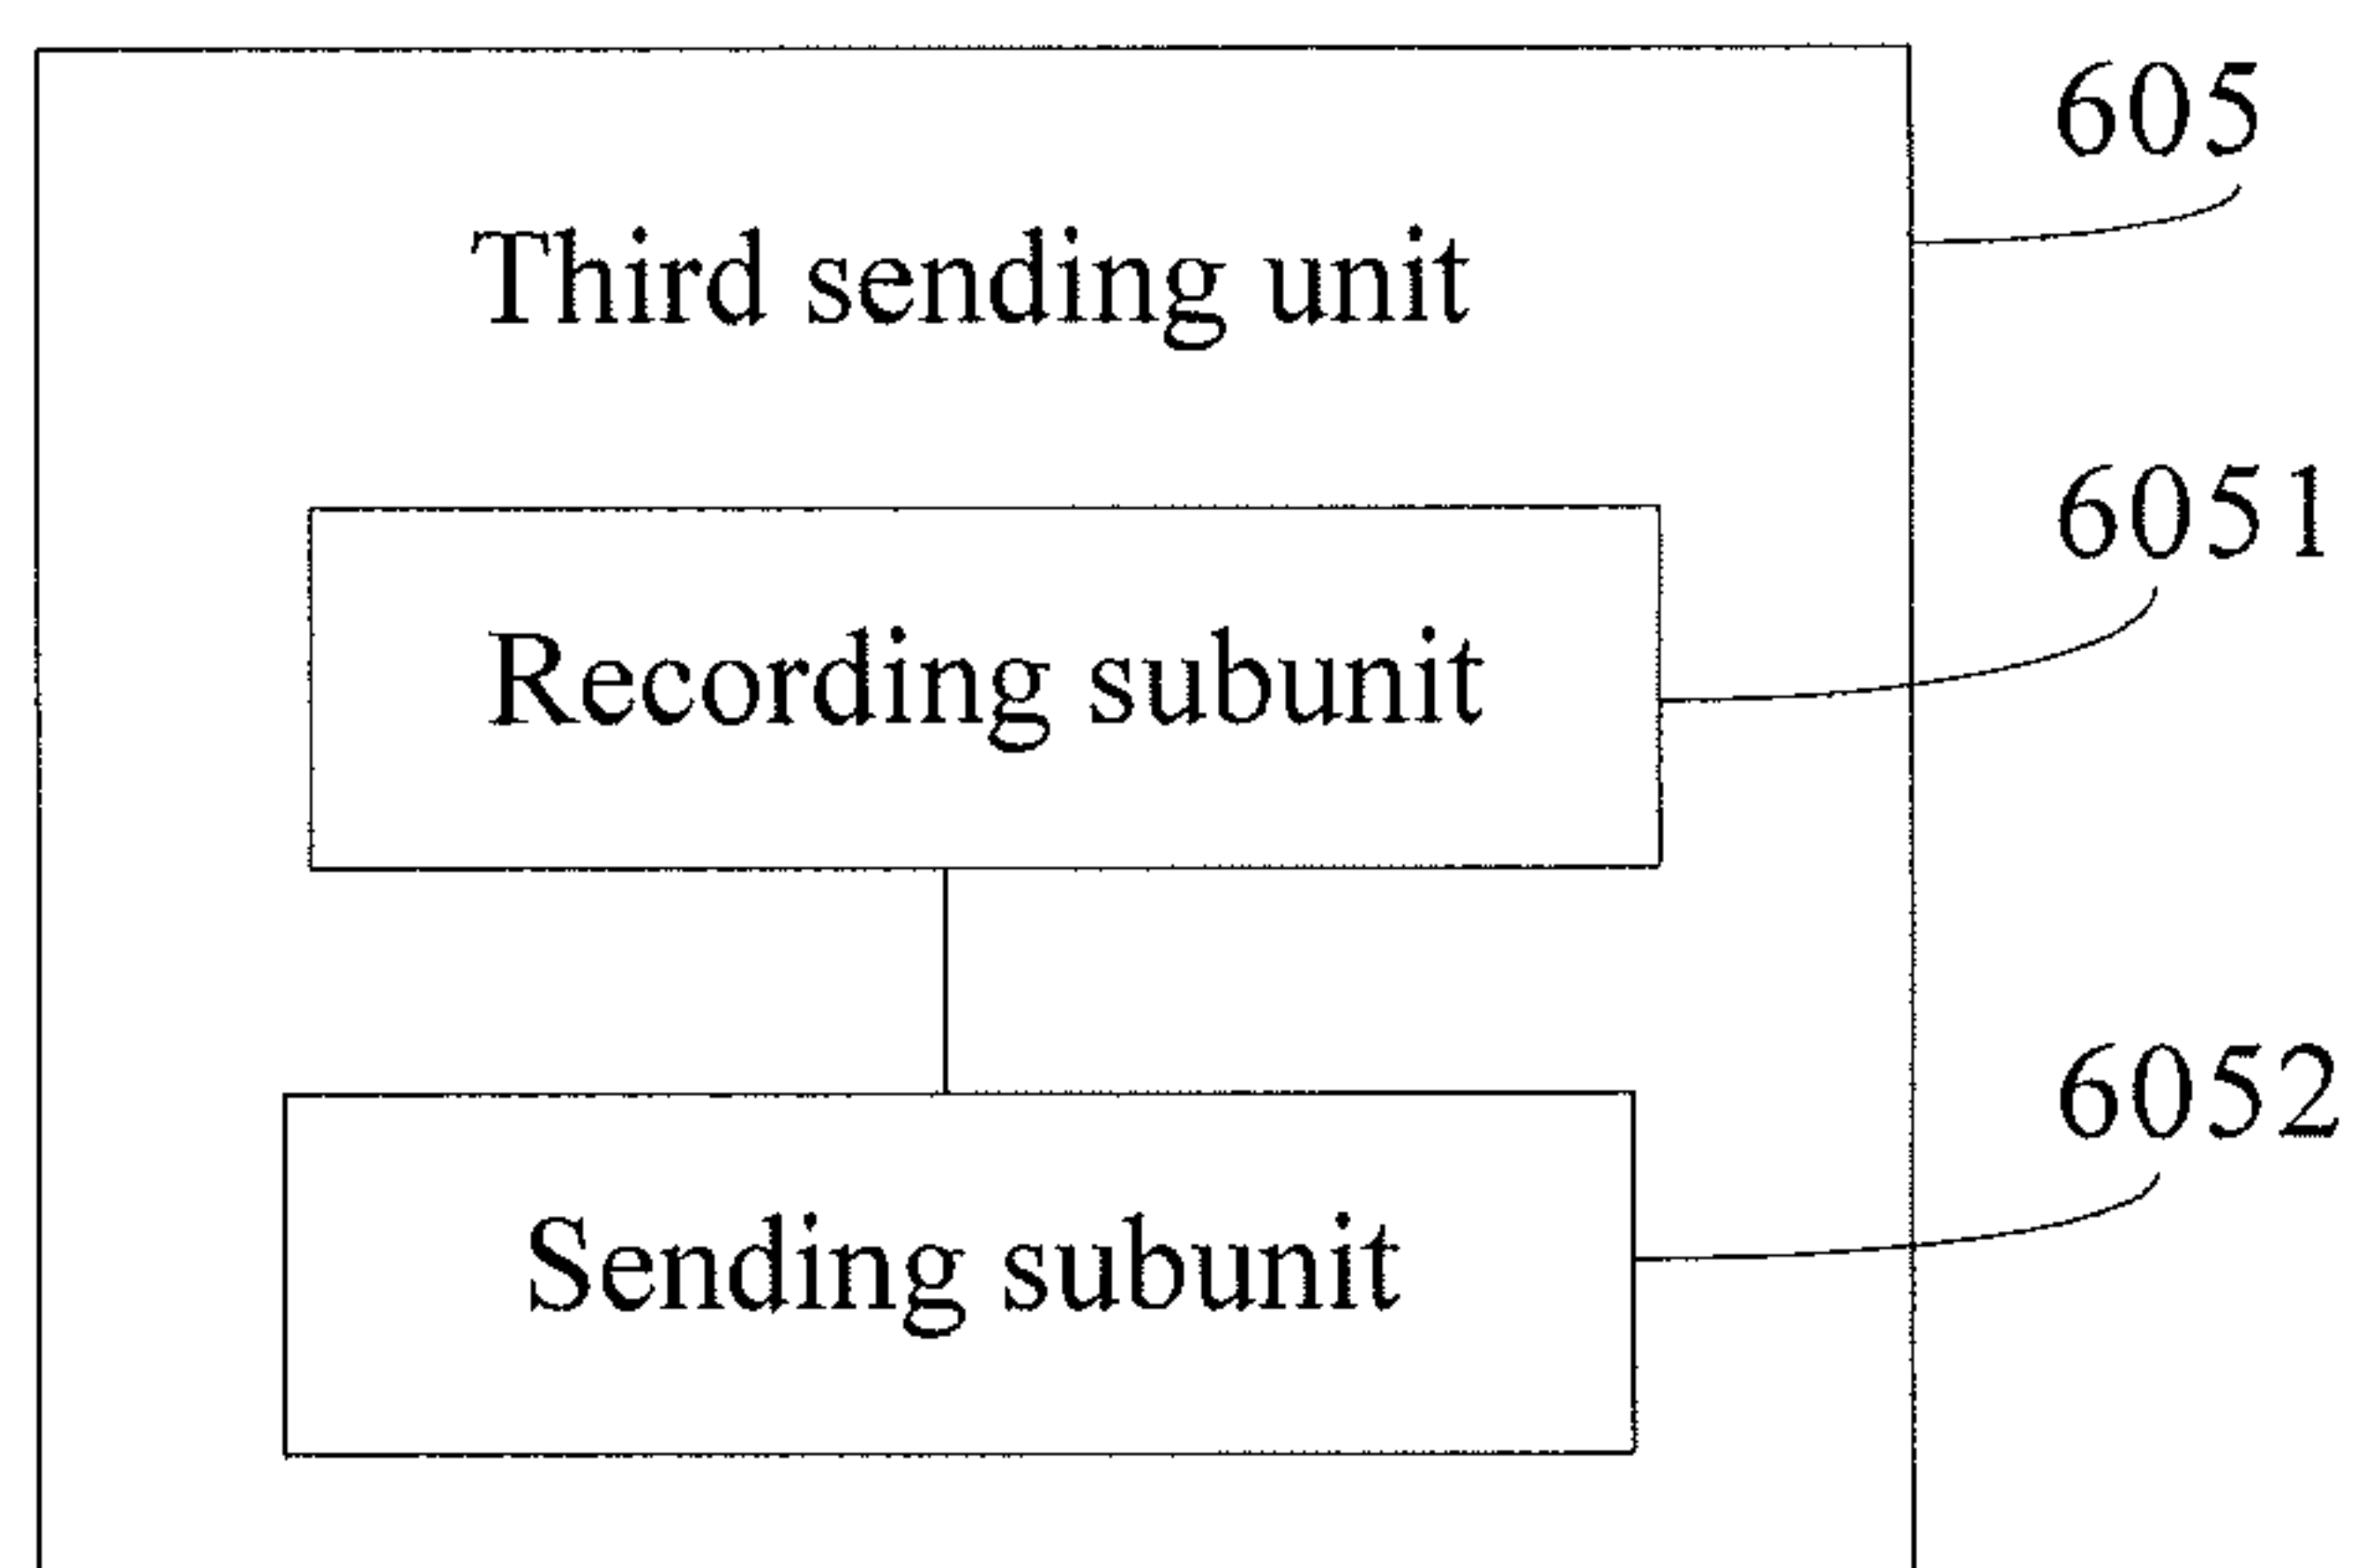 605
Third sending unit
6051
Recording subunit
6052
Sending subunit